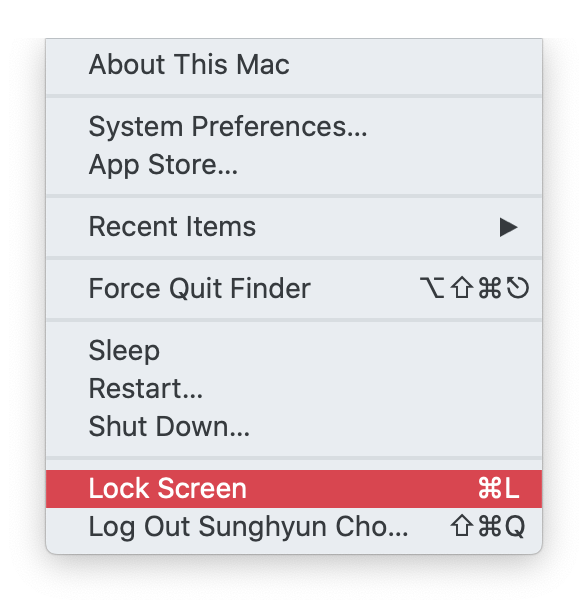 About This Mac
System Preferences...
App Store...
Recent Items ▶
Force Quit Finder ⌥⇧⌘⎋
Sleep
Restart...
Shut Down...
Lock Screen ⌘L
Log Out Sunghyun Cho... ⇧⌘Q